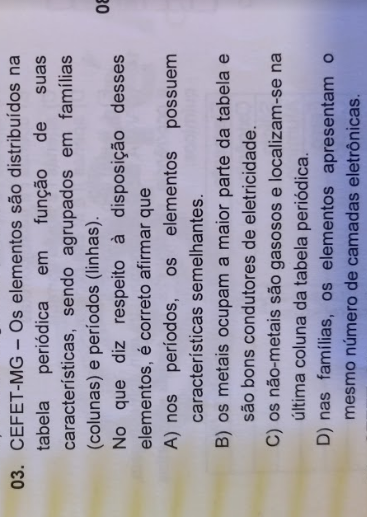 03. CEFET-MG – Os elementos são distribuídos na
tabela periódica em função de suas
características, sendo agrupados em famílias
(colunas) e períodos (linhas).
No que diz respeito à disposição desses
elementos, é correto afirmar que
A) nos períodos, os elementos possuem
características semelhantes.
B) os metais ocupam a maior parte da tabela e
são bons condutores de eletricidade.
C) os não-metais são gasosos e localizam-se na
última coluna da tabela periódica.
D) nas famílias, os elementos apresentam o
mesmo número de camadas eletrônicas.
08